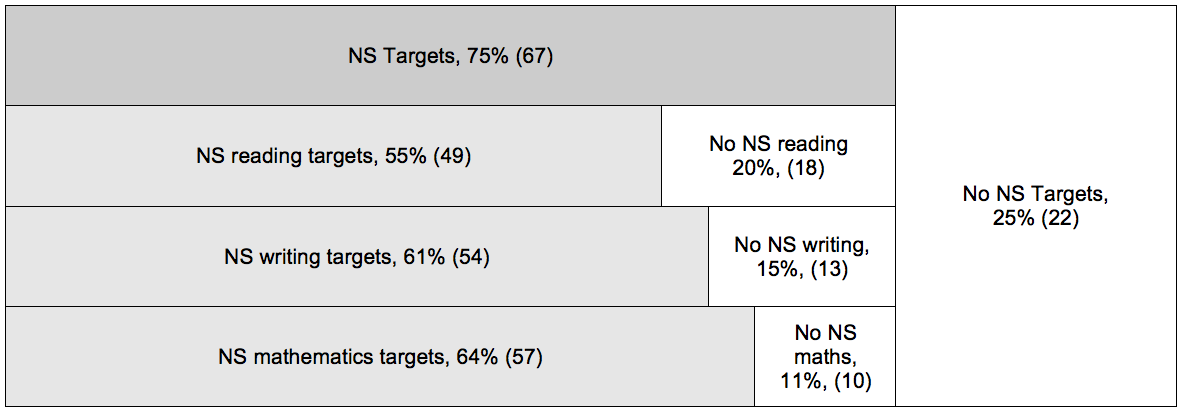 NS Targets, 75% (67)
NS reading targets, 55% (49)
No NS reading
20%, (18)
No NS Targets,
25% (22)
NS writing targets, 61% (54)
No NS writing,
15%, (13)
NS mathematics targets, 64% (57)
No NS
maths,
11%, (10)